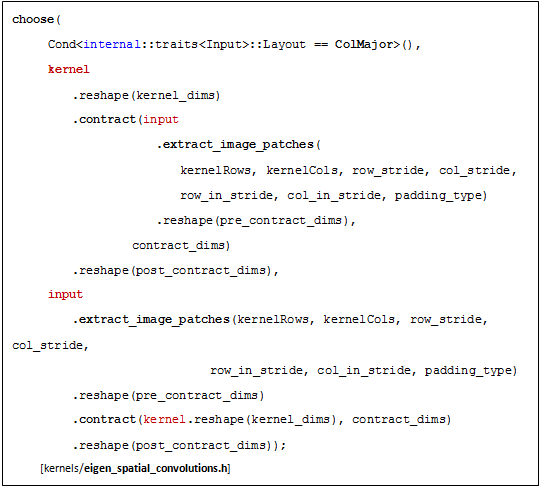 choose(
Cond<internal::traits<Input>::Layout == ColMajor>(),
kernel
.reshape(kernel_dims)
.contract(input
.extract_image_patches(
kernelRows, kernelCols, row_stride, col_stride,
row_in_stride, col_in_stride, padding_type)
.reshape(pre_contract_dims),
contract_dims)
.reshape(post_contract_dims),
input
.extract_image_patches(kernelRows, kernelCols, row_stride,
col_stride,
row_in_stride, col_in_stride, padding_type)
.reshape(pre_contract_dims)
.contract(kernel.reshape(kernel_dims), contract_dims)
.reshape(post_contract_dims));
[kernels/eigen_spatial_convolutions.h]